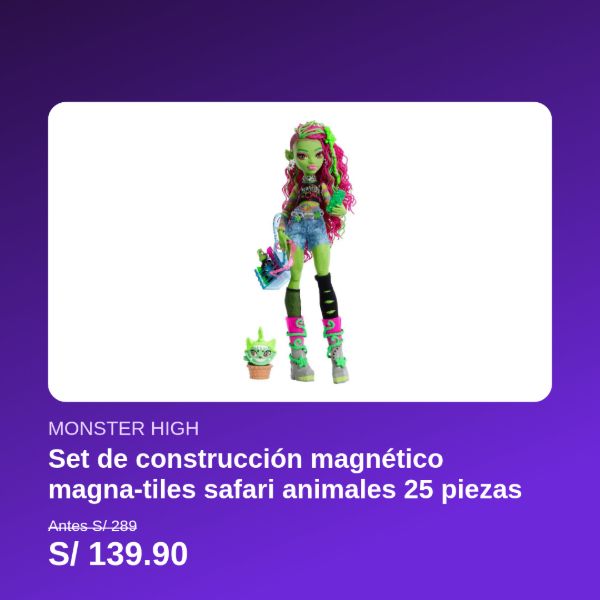 MONSTER HIGH
Set de construcción magnético
magna-tiles safari animales 25 piezas
Antes S/ 289
S/ 139.90